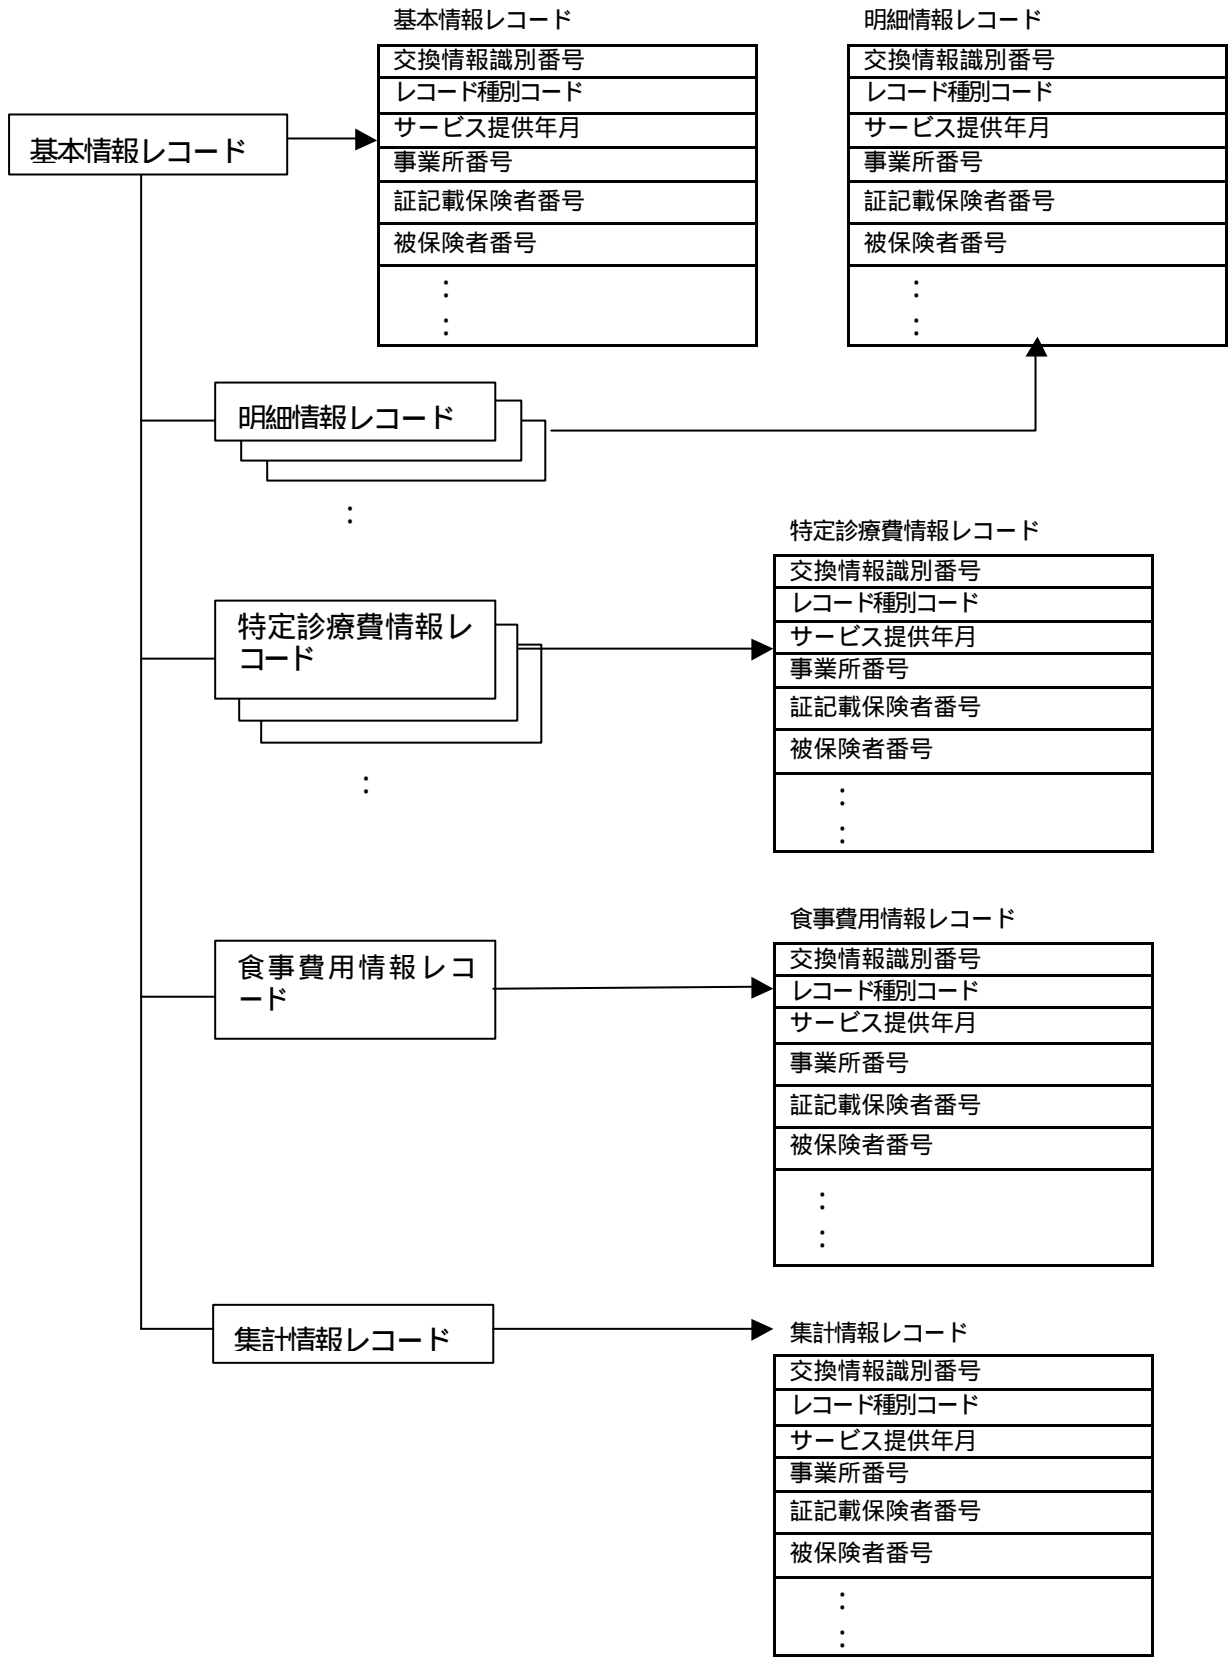 基本情報レコード
明細情報レコード
交換情報識別番号
レコード種別コード
サービス提供年月
事業所番号
証記載保険者番号
被保険者番号
：
：
交換情報識別番号
レコード種別コード
サービス提供年月
事業所番号
証記載保険者番号
被保険者番号
：
：
基本情報レコード
明細情報レコード
：
特定診療費情報レ
コード
：
特定診療費情報レコード
交換情報識別番号
レコード種別コード
サービス提供年月
事業所番号
証記載保険者番号
被保険者番号
：
：
食事費用情報レコ
ード
食事費用情報レコード
交換情報識別番号
レコード種別コード
サービス提供年月
事業所番号
証記載保険者番号
被保険者番号
：
：
集計情報レコード
集計情報レコード
交換情報識別番号
レコード種別コード
サービス提供年月
事業所番号
証記載保険者番号
被保険者番号
：
：